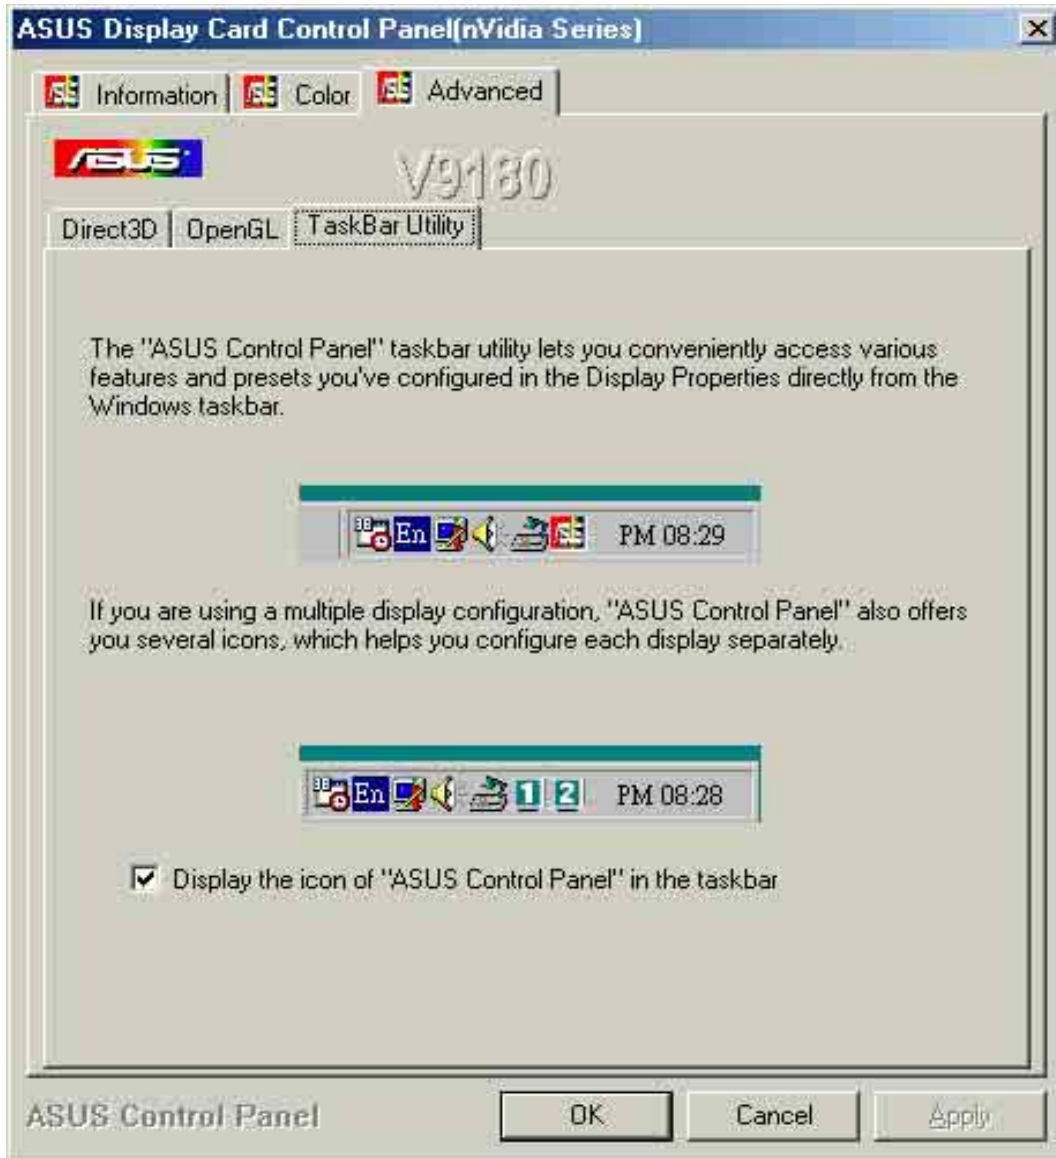 ASUS Display Card Control Panel(nVidia Series)
Information Color Advanced
ASUS
V9180
Direct3D OpenGL TaskBar Utility
The "ASUS Control Panel" taskbar utility lets you conveniently access various
features and presets you've configured in the Display Properties directly from the
Windows taskbar.
En PM 08:29
If you are using a multiple display configuration, "ASUS Control Panel" also offers
you several icons, which helps you configure each display separately.
En 1 2 PM 08:28
Display the icon of "ASUS Control Panel" in the taskbar
ASUS Control Panel OK Cancel Apply